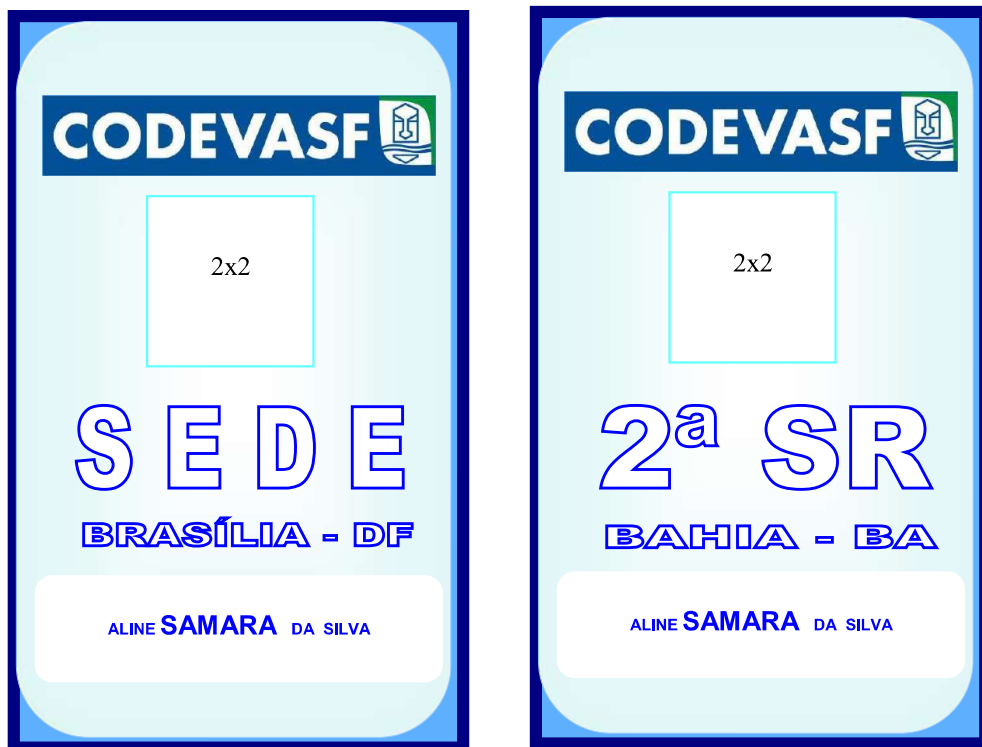 CODEVASF
2x2
S E D E
BRASÍLIA - DF
ALINE SAMARA DA SILVA
CODEVASF
2x2
2ª SR
BAHIA - BA
ALINE SAMARA DA SILVA